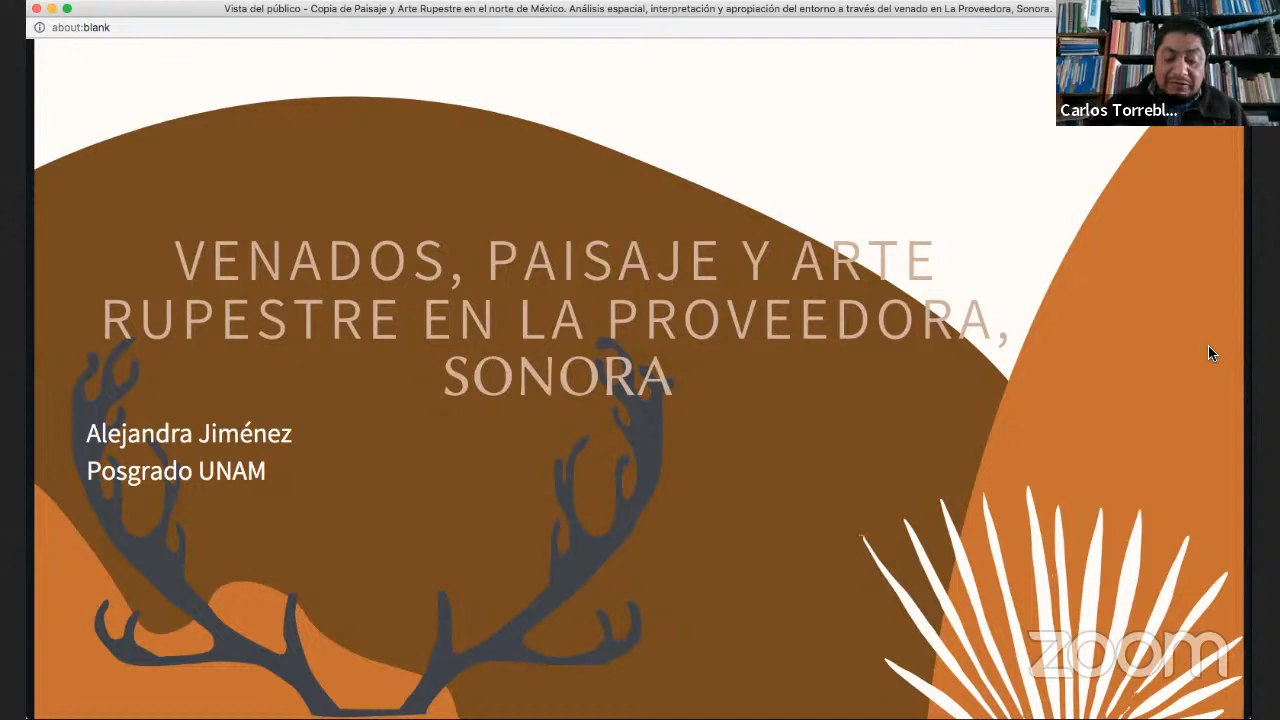 Vista del público - Copia de Paisaje y Arte Rupestre en el norte de México. Análisis espacial, interpretación y apropiación del entorno a través del venado en La Proveedora, Sonora.
about:blank
Carlos Torrebl...
VENADOS, PAISAJE Y ARTE
RUPESTRE EN LA PROVEEDORA,
SONORA
Alejandra Jiménez
Posgrado UNAM
zoom